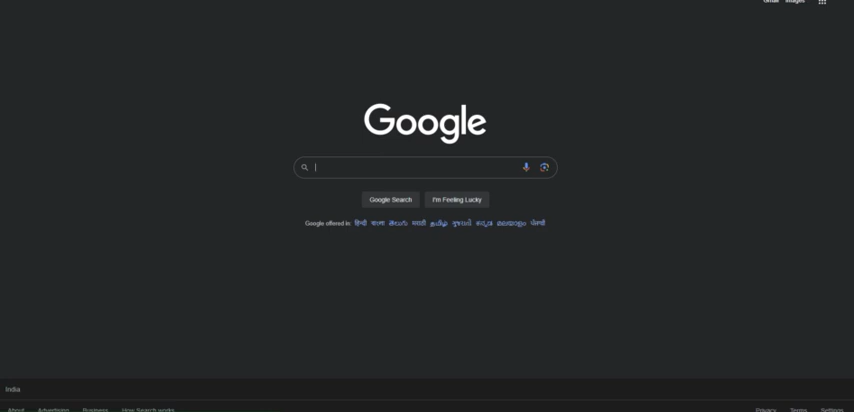 Gmail Images
Google
Google Search I'm Feeling Lucky
Google offered in: हिन्दी বাংলা తెలుగు मराठी தமிழ் ગુજરાતી ಕನ್ನಡ മലയാളം ਪੰਜਾਬੀ
India
About Advertising Business How Search works Privacy Terms Settings